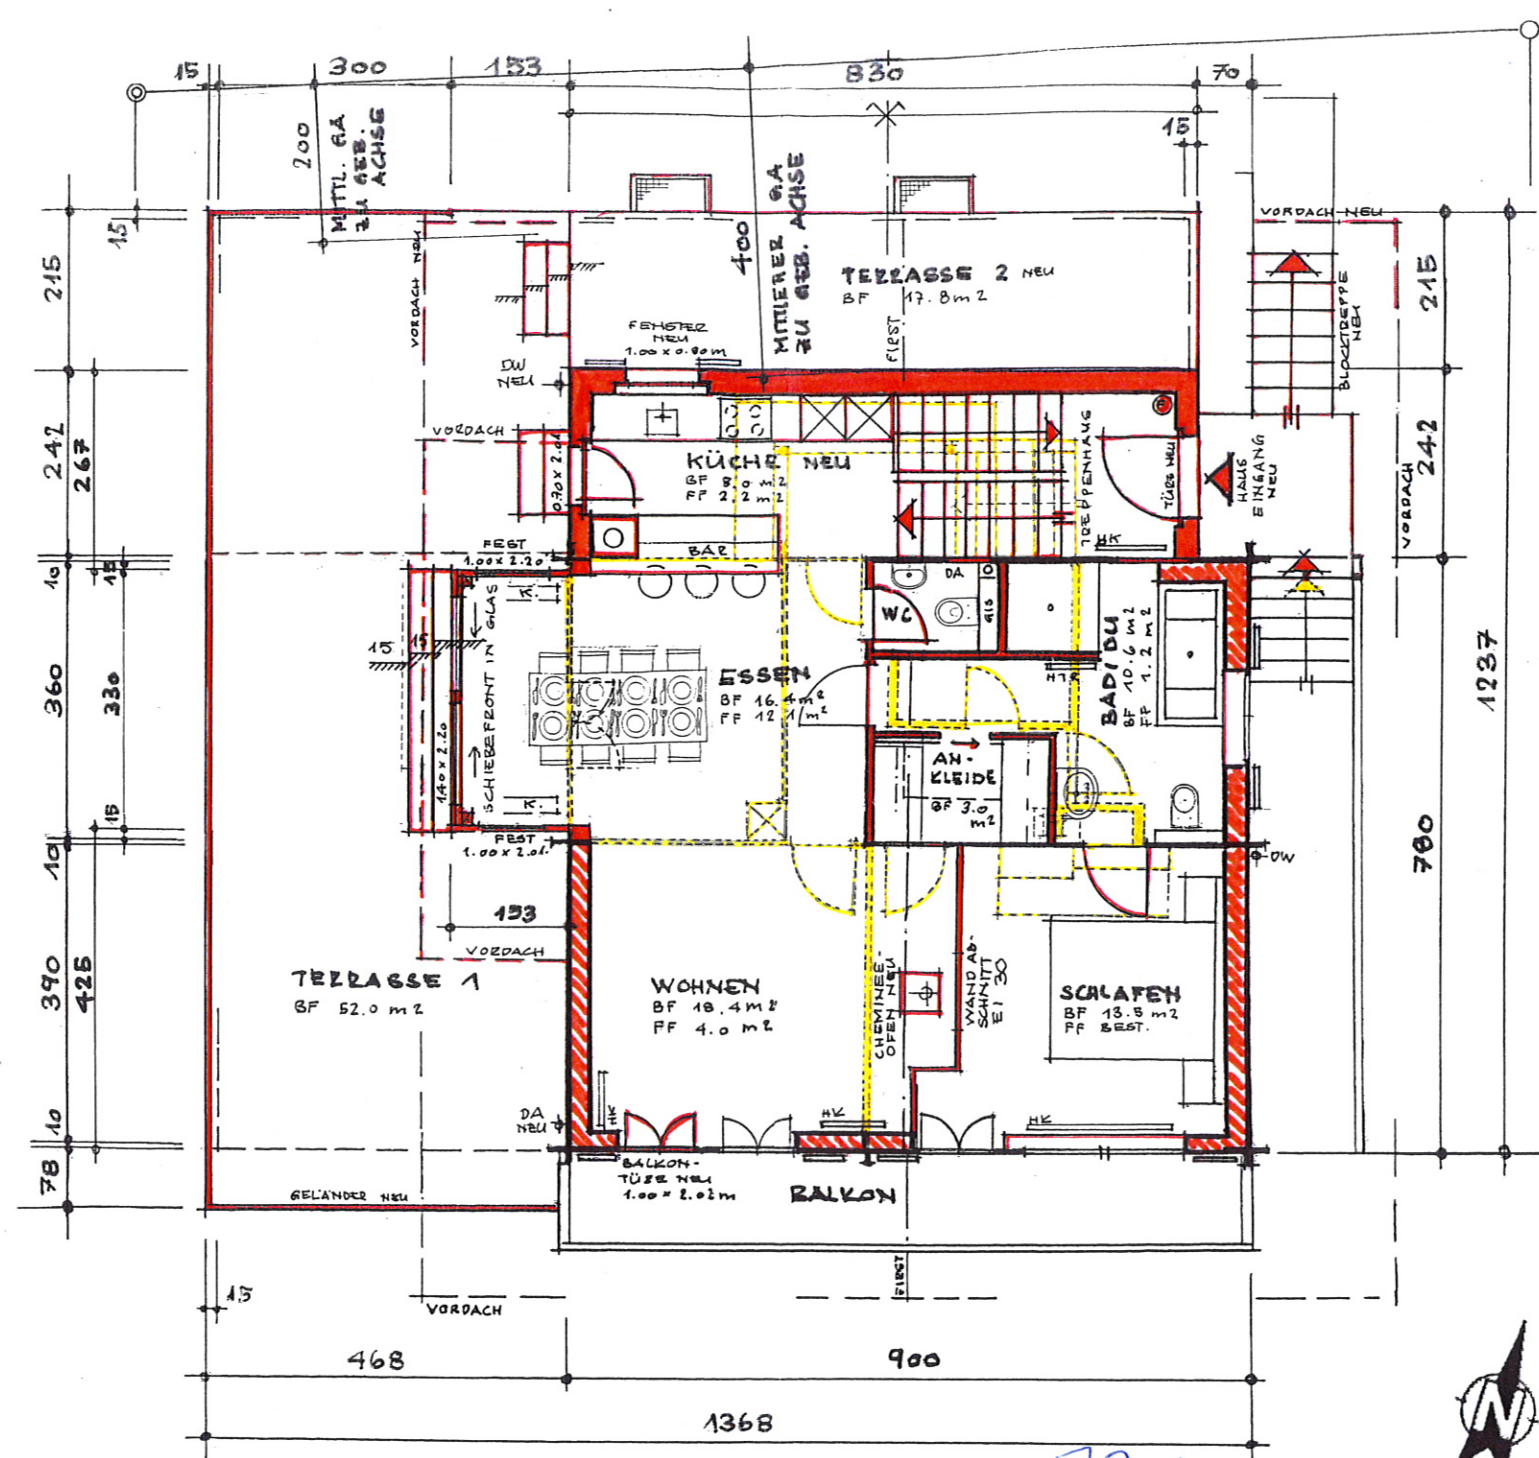 15
300
153
830
70
15
200
MITTL. GA
ZU GEB.
ACHSE
400
MITTLERER GA
ZU GEB. ACHSE
15
215
242
267
10
15
360
330
15
10
390
425
10
78
VORDACH NEU
TERRASSE 2 NEU
BF 17.8 m2
FIRST
FENSTER
NEU
1.00 x 0.80 m
DW
NEU
VORDACH
0.70 x 2.01
KÜCHE NEU
BF 8.0 m2
FF 2.2 m2
BAR
TREPPENHAUS
TÜRE NEU
HK
HAUS
EINGANG
NEU
VORDACH NEU
BLOCKTREPPE
NEU
VORDACH
215
242
1237
780
FEST
1.00 x 2.20
SCHIEBEFRONT IN GLAS
1.40 x 2.20
15
15
K.
K.
FEST
1.00 x 2.01
ESSEN
BF 16.4 m2
FF 12.1 m2
WC
DA
GIS
BAD / DU
BF 10.6 m2
FF 1.2 m2
AN-
KLEIDE
BF 3.0
m2
DW
153
VORDACH
TERRASSE 1
BF 52.0 m2
WOHNEN
BF 18.4 m2
FF 4.0 m2
CHEMINEE-
OFEN NEU
WAND AB-
SCHNITT
EI 30
SCHLAFEN
BF 13.5 m2
FF BEST.
DA
NEU
HK
HK
HK
BALKON-
TÜRE NEU
1.00 x 2.02 m
BALKON
GELÄNDER NEU
FIRST
15
VORDACH
468
900
1368
N